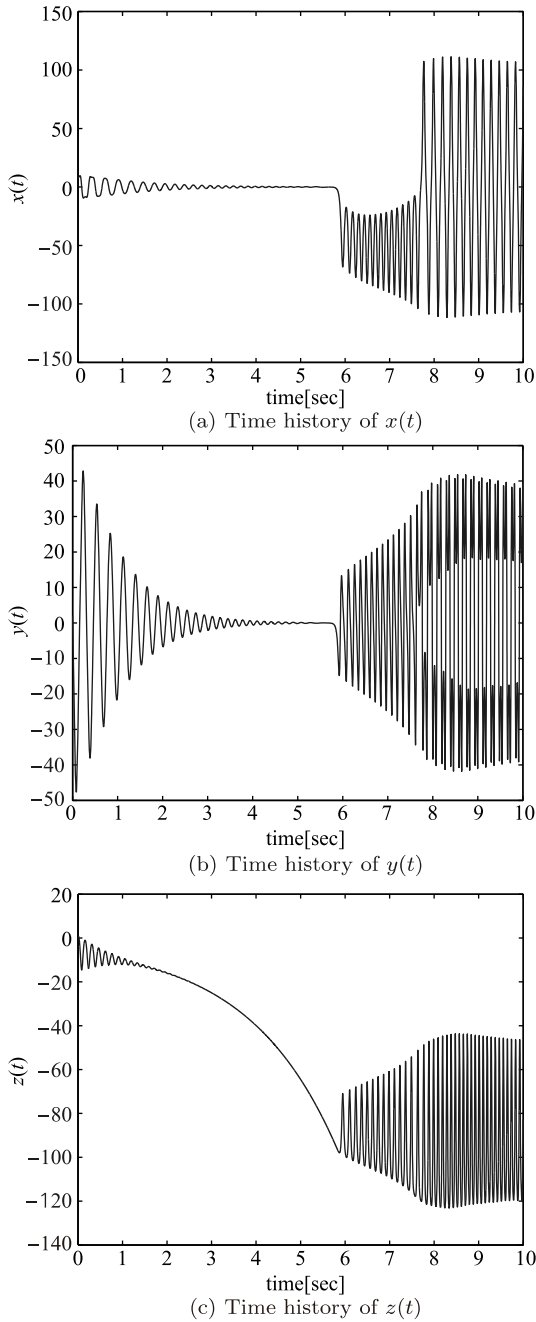 150
100
50
0
−50
−100
−150
x(t)
0 1 2 3 4 5 6 7 8 9 10
time[sec]
(a) Time history of x(t)
50
40
30
20
10
0
−10
−20
−30
−40
−50
y(t)
0 1 2 3 4 5 6 7 8 9 10
time[sec]
(b) Time history of y(t)
20
0
−20
−40
−60
−80
−100
−120
−140
z(t)
0 1 2 3 4 5 6 7 8 9 10
time[sec]
(c) Time history of z(t)